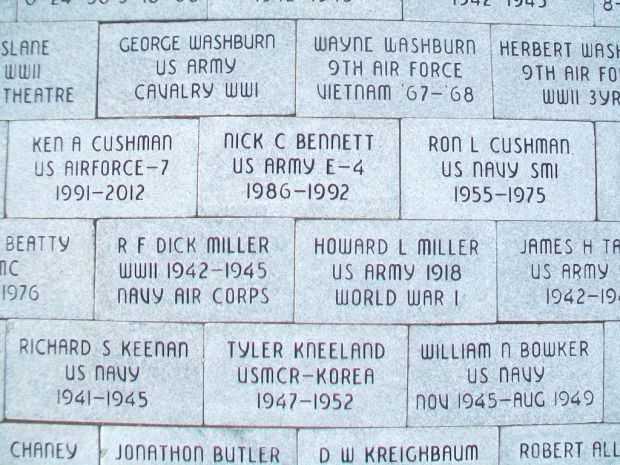 SLANE
WWII
THEATRE
GEORGE WASHBURN
US ARMY
CAVALRY WWI
WAYNE WASHBURN
9TH AIR FORCE
VIETNAM '67-'68
HERBERT WASH
9TH AIR FO
WWII 3YR
KEN A CUSHMAN
US AIRFORCE-7
1991-2012
NICK C BENNETT
US ARMY E-4
1986-1992
RON L CUSHMAN
US NAVY SM1
1955-1975
BEATTY
MC
1976
R F DICK MILLER
WWII 1942-1945
NAVY AIR CORPS
HOWARD L MILLER
US ARMY 1918
WORLD WAR I
JAMES H TA
US ARMY
1942-194
RICHARD S KEENAN
US NAVY
1941-1945
TYLER KNEELAND
USMCR-KOREA
1947-1952
WILLIAM N BOWKER
US NAVY
NOV 1945-AUG 1949
CHANEY
JONATHON BUTLER
D W KREIGHBAUM
ROBERT ALL